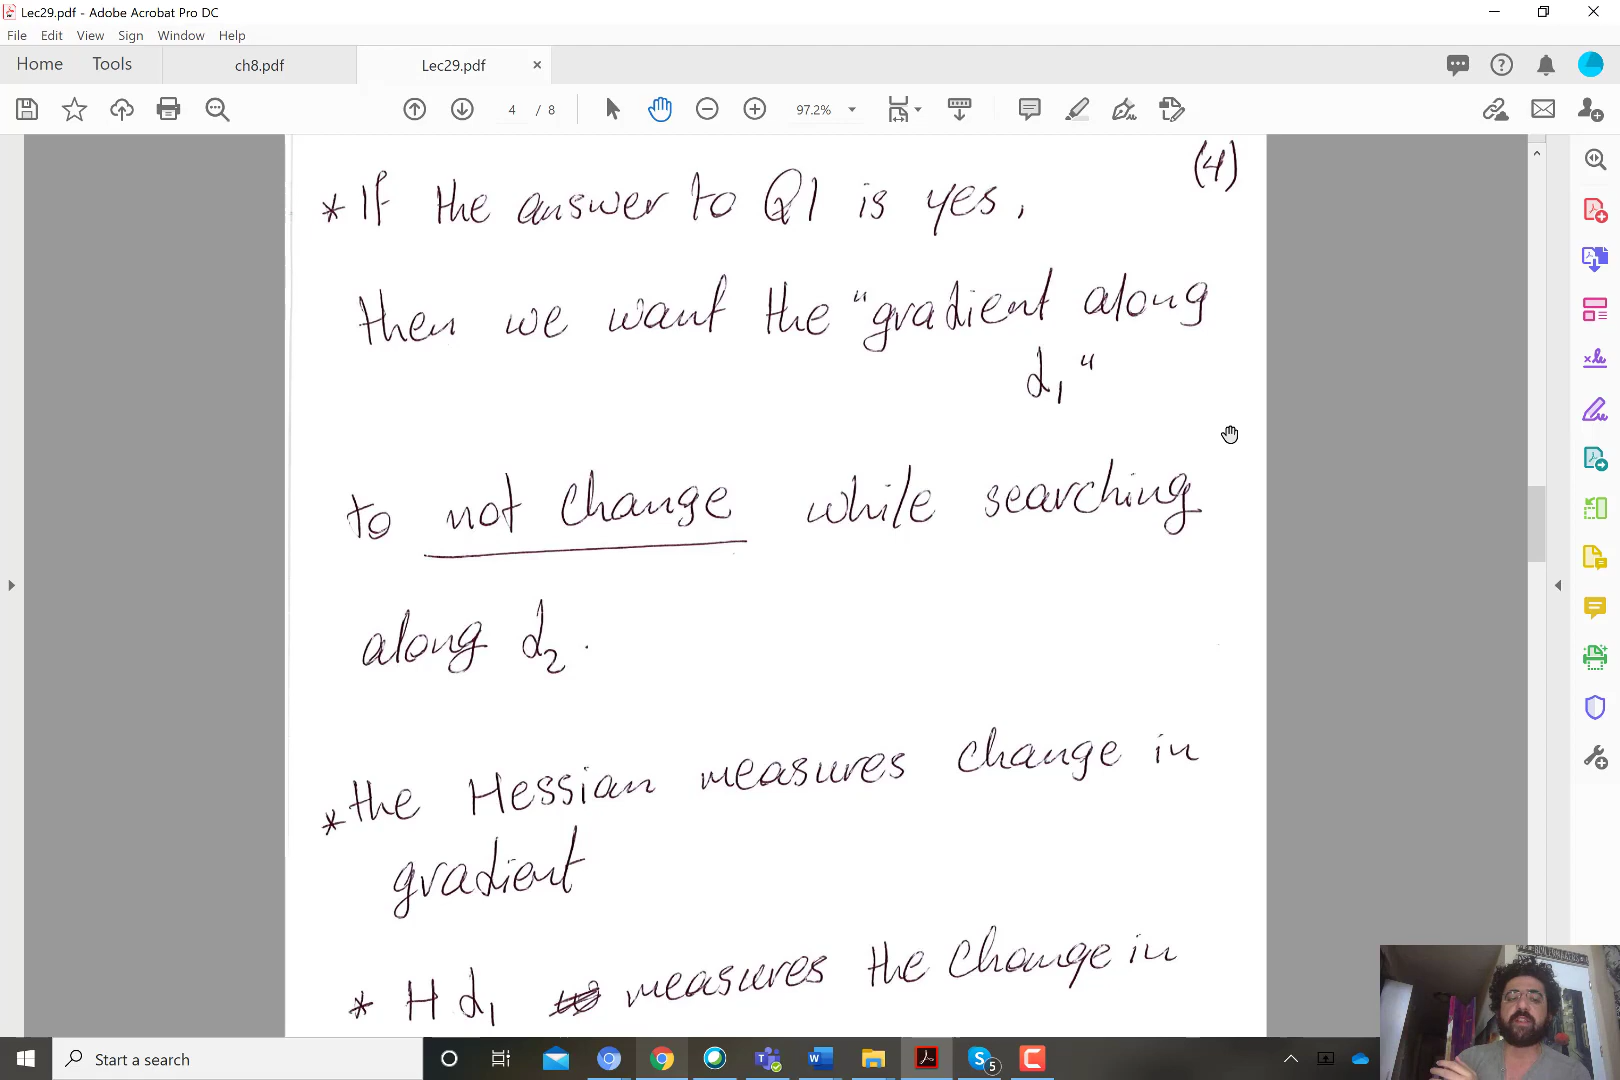 Lec29.pdf - Adobe Acrobat Pro DC
File Edit View Sign Window Help
Home Tools ch8.pdf Lec29.pdf ×
4 / 8 97.2%
(4)
* If the answer to Q1 is yes,
then we want the "gradient along
d₁"
to not change while searching
along d₂.
* the Hessian measures change in
gradient
* H d₁ measures the change in
Start a search
5